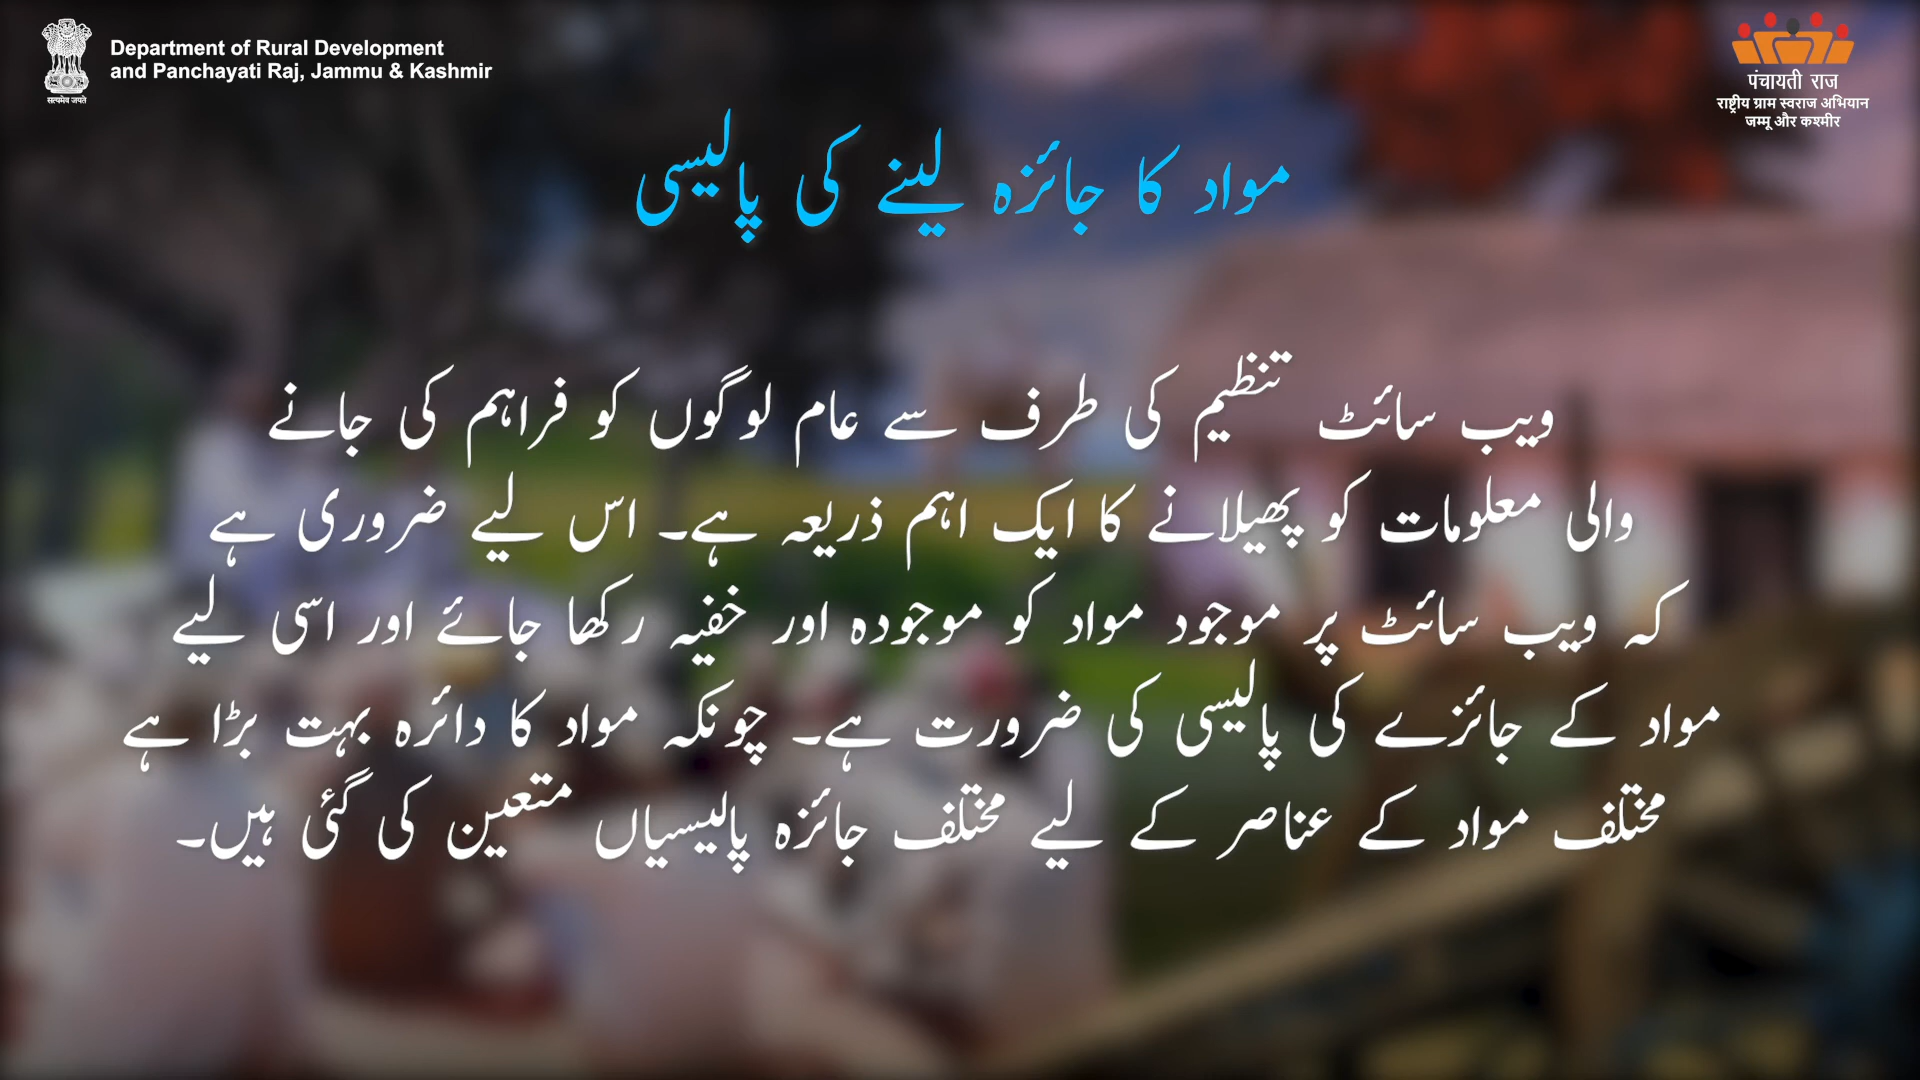 Department of Rural Development
and Panchayati Raj, Jammu & Kashmir
सत्यमेव जयते
पंचायती राज
राष्ट्रीय ग्राम स्वराज अभियान
जम्मू और कश्मीर
مواد کا جائزہ لینے کی پالیسی
ویب سائٹ تنظیم کی طرف سے عام لوگوں کو فراہم کی جانے
والی معلومات کو پھیلانے کا ایک اہم ذریعہ ہے۔ اس لیے ضروری ہے
کہ ویب سائٹ پر موجود مواد کو موجودہ اور خفیہ رکھا جائے اور اسی لیے
مواد کے جائزے کی پالیسی کی ضرورت ہے۔ چونکہ مواد کا دائرہ بہت بڑا ہے
مختلف مواد کے عناصر کے لیے مختلف جائزہ پالیسیاں متعین کی گئی ہیں۔